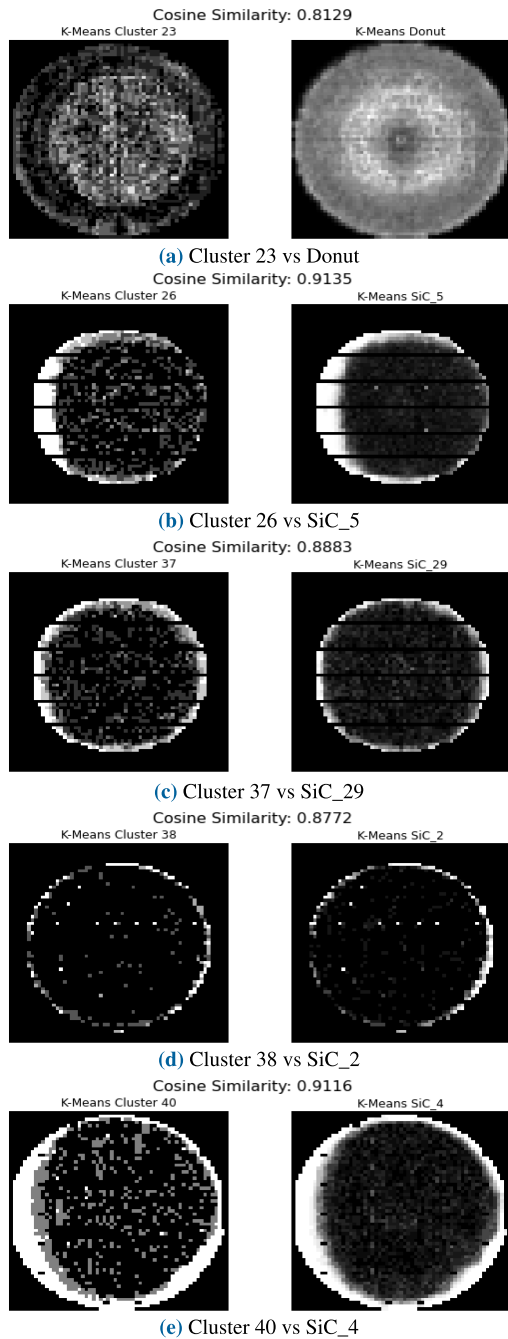 Cosine Similarity: 0.8129
K-Means Cluster 23 K-Means Donut
(a) Cluster 23 vs Donut
Cosine Similarity: 0.9135
K-Means Cluster 26 K-Means SiC_5
(b) Cluster 26 vs SiC_5
Cosine Similarity: 0.8883
K-Means Cluster 37 K-Means SiC_29
(c) Cluster 37 vs SiC_29
Cosine Similarity: 0.8772
K-Means Cluster 38 K-Means SiC_2
(d) Cluster 38 vs SiC_2
Cosine Similarity: 0.9116
K-Means Cluster 40 K-Means SiC_4
(e) Cluster 40 vs SiC_4